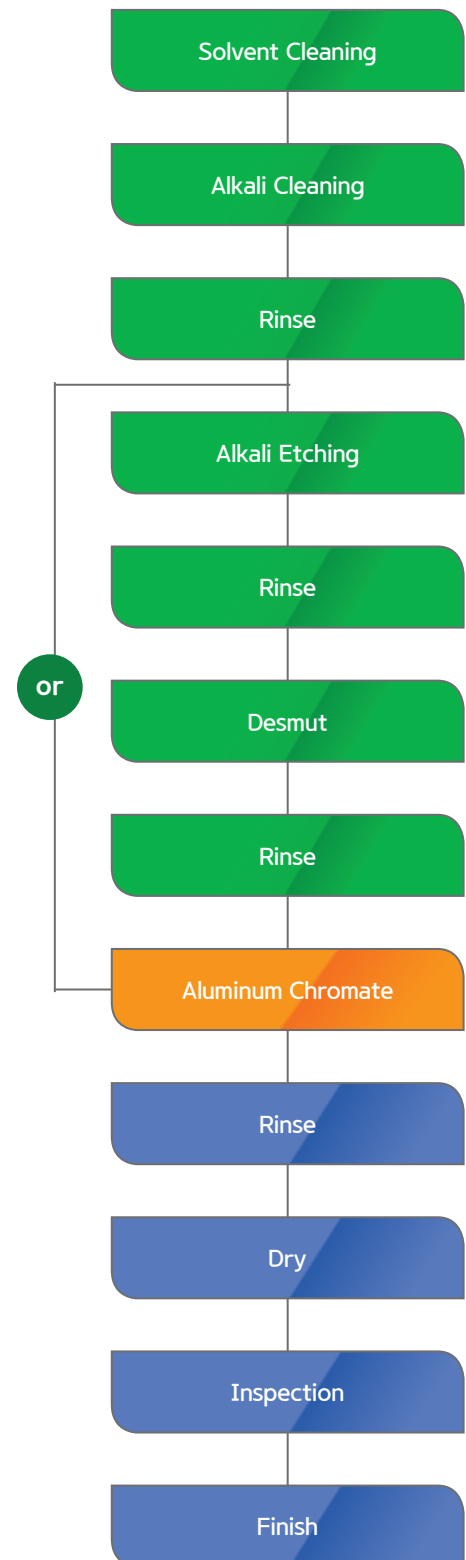 Solvent Cleaning
Alkali Cleaning
Rinse
Alkali Etching
Rinse
or
Desmut
Rinse
Aluminum Chromate
Rinse
Dry
Inspection
Finish